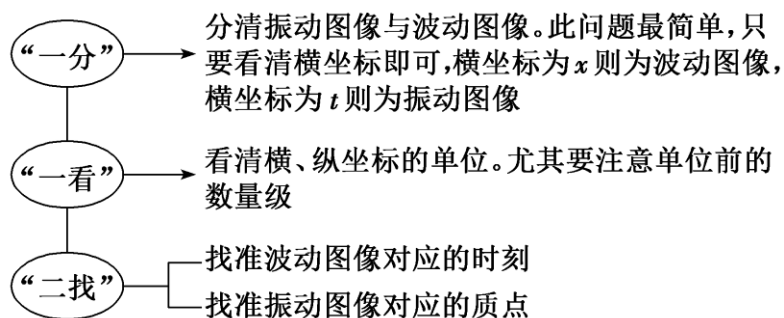 “一分”
分清振动图像与波动图像。此问题最简单,只
要看清横坐标即可,横坐标为x则为波动图像,
横坐标为t则为振动图像
“一看”
看清横、纵坐标的单位。尤其要注意单位前的
数量级
“二找”
找准波动图像对应的时刻
找准振动图像对应的质点